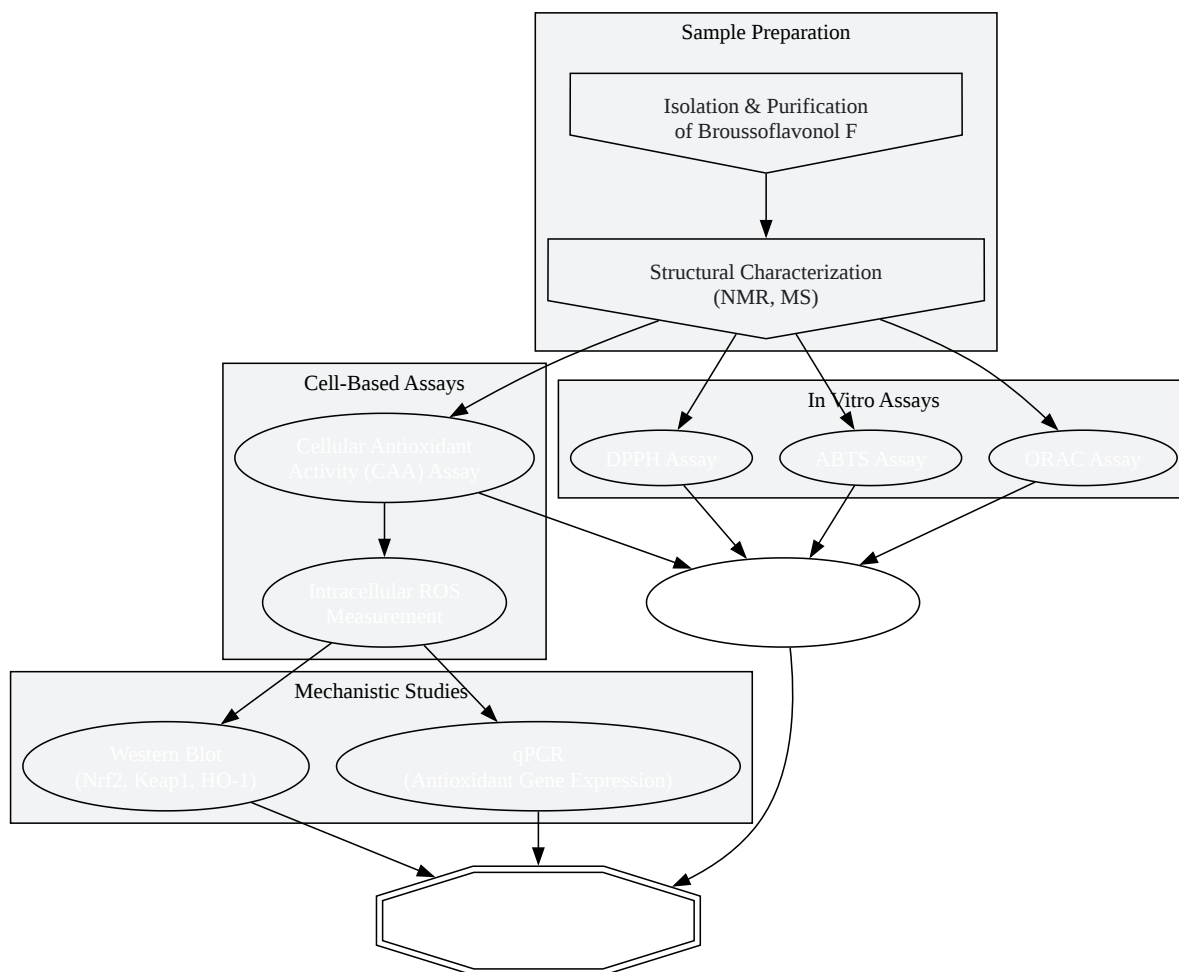 Sample Preparation
Isolation & Purification
of Broussoflavonol F
Structural Characterization
(NMR, MS)
Cell-Based Assays
In Vitro Assays
Cellular Antioxidant
Activity (CAA) Assay
DPPH Assay
ABTS Assay
ORAC Assay
Intracellular ROS
Measurement
Mechanistic Studies
Western Blot
(Nrf2, Keap1, HO-1)
qPCR
(Antioxidant Gene Expression)